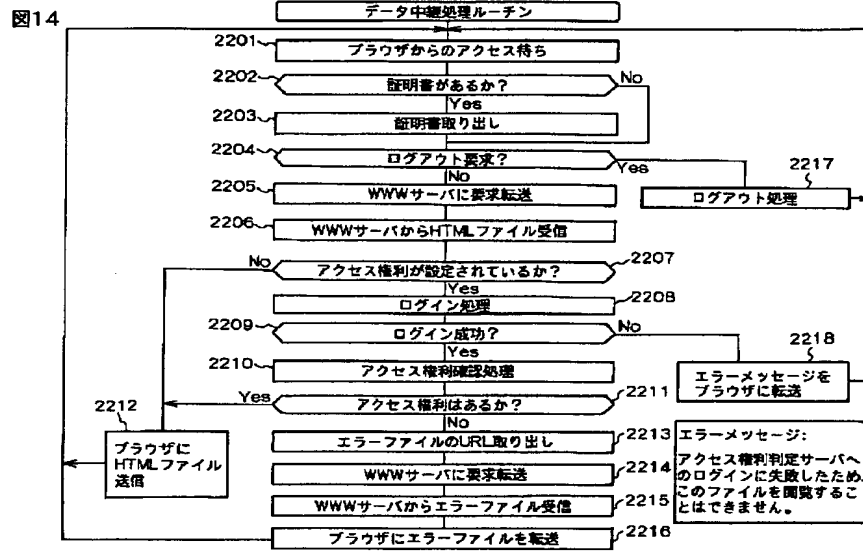 図14
データ中継処理ルーチン
2201
ブラウザからのアクセス待ち
2202
証明書があるか?
No
Yes
2203
証明書取り出し
2204
ログアウト要求?
Yes
No
2217
ログアウト処理
2205
WWWサーバに要求転送
2206
WWWサーバからHTMLファイル受信
2207
アクセス権利が設定されているか?
No
Yes
2208
ログイン処理
2209
ログイン成功?
No
Yes
2218
エラーメッセージを
ブラウザに転送
2210
アクセス権利確認処理
2211
アクセス権利はあるか?
Yes
No
2212
ブラウザに
HTMLファイル
送信
2213
エラーファイルのURL取り出し
2214
WWWサーバに要求転送
2215
WWWサーバからエラーファイル受信
2216
ブラウザにエラーファイルを転送
エラーメッセージ:
アクセス権利判定サーバへ
のログインに失敗したため、
このファイルを閲覧するこ
とはできません。